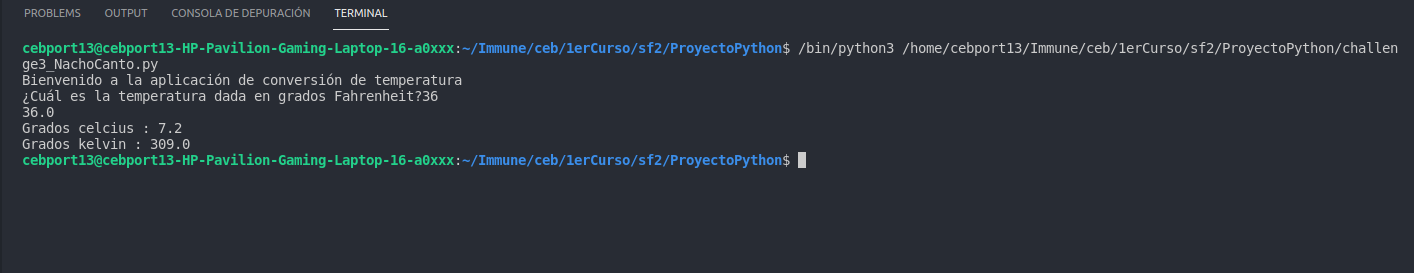 PROBLEMS OUTPUT CONSOLA DE DEPURACIÓN TERMINAL
cebport13@cebport13-HP-Pavilion-Gaming-Laptop-16-a0xxx:~/Immune/ceb/1erCurso/sf2/ProyectoPython$ /bin/python3 /home/cebport13/Immune/ceb/1erCurso/sf2/ProyectoPython/challen
ge3_NachoCanto.py
Bienvenido a la aplicación de conversión de temperatura
¿Cuál es la temperatura dada en grados Fahrenheit?36
36.0
Grados celcius : 7.2
Grados kelvin : 309.0
cebport13@cebport13-HP-Pavilion-Gaming-Laptop-16-a0xxx:~/Immune/ceb/1erCurso/sf2/ProyectoPython$